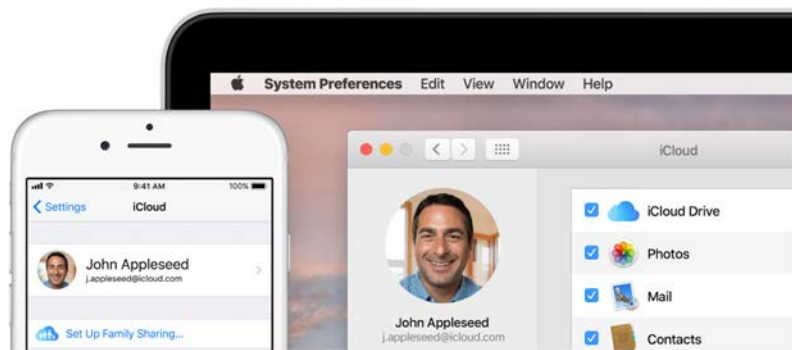 System Preferences Edit View Window Help
iCloud
9:41 AM 100%
Settings iCloud
John Appleseed
j.appleseed@icloud.com
Set Up Family Sharing...
John Appleseed
j.appleseed@icloud.com
iCloud Drive
Photos
Mail
Contacts